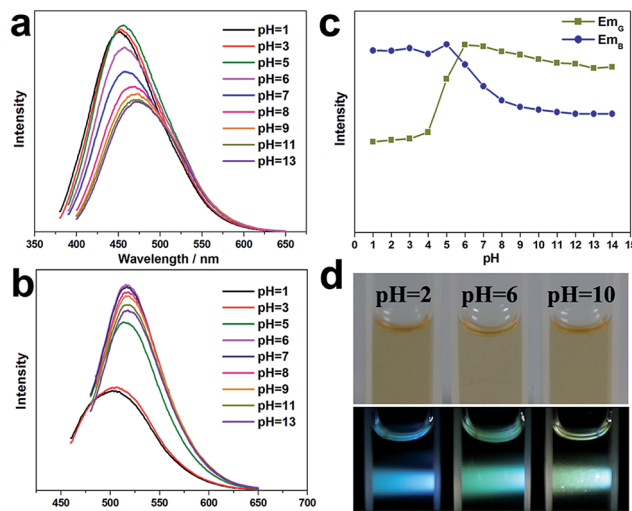 a
Intensity
pH=1
pH=3
pH=5
pH=6
pH=7
pH=8
pH=9
pH=11
pH=13
350 400 450 500 550 600 650 700
Wavelength / nm
b
Intensity
pH=1
pH=3
pH=5
pH=6
pH=7
pH=8
pH=9
pH=11
pH=13
450 500 550 600 650 700
c
Intensity
Em_G
Em_B
0 1 2 3 4 5 6 7 8 9 10 11 12 13 14 15
pH
d
pH=2 pH=6 pH=10